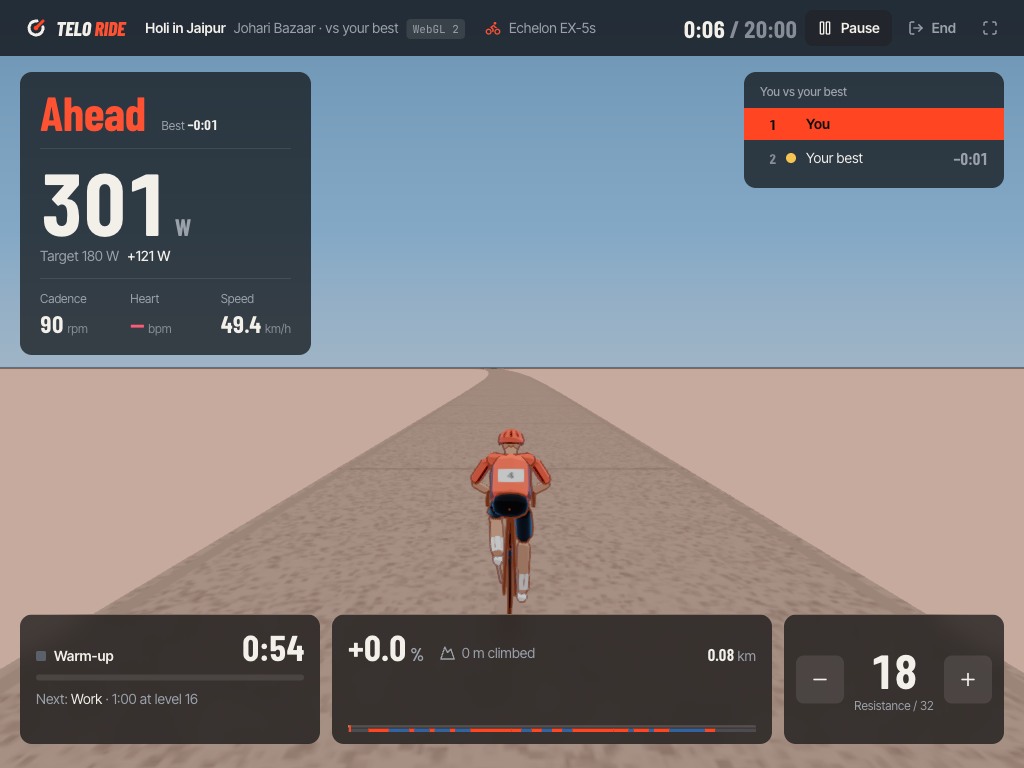 TELO RIDE Holi in Jaipur Johari Bazaar · vs your best WebGL 2 Echelon EX-5s 0:06 / 20:00 Pause End
Ahead Best −0:01
301 W
Target 180 W +121 W
Cadence Heart Speed
90 rpm – bpm 49.4 km/h
You vs your best
1 You
2 Your best −0:01
4
Warm-up 0:54
Next: Work · 1:00 at level 16
+0.0 % 0 m climbed 0.08 km
− 18 +
Resistance / 32